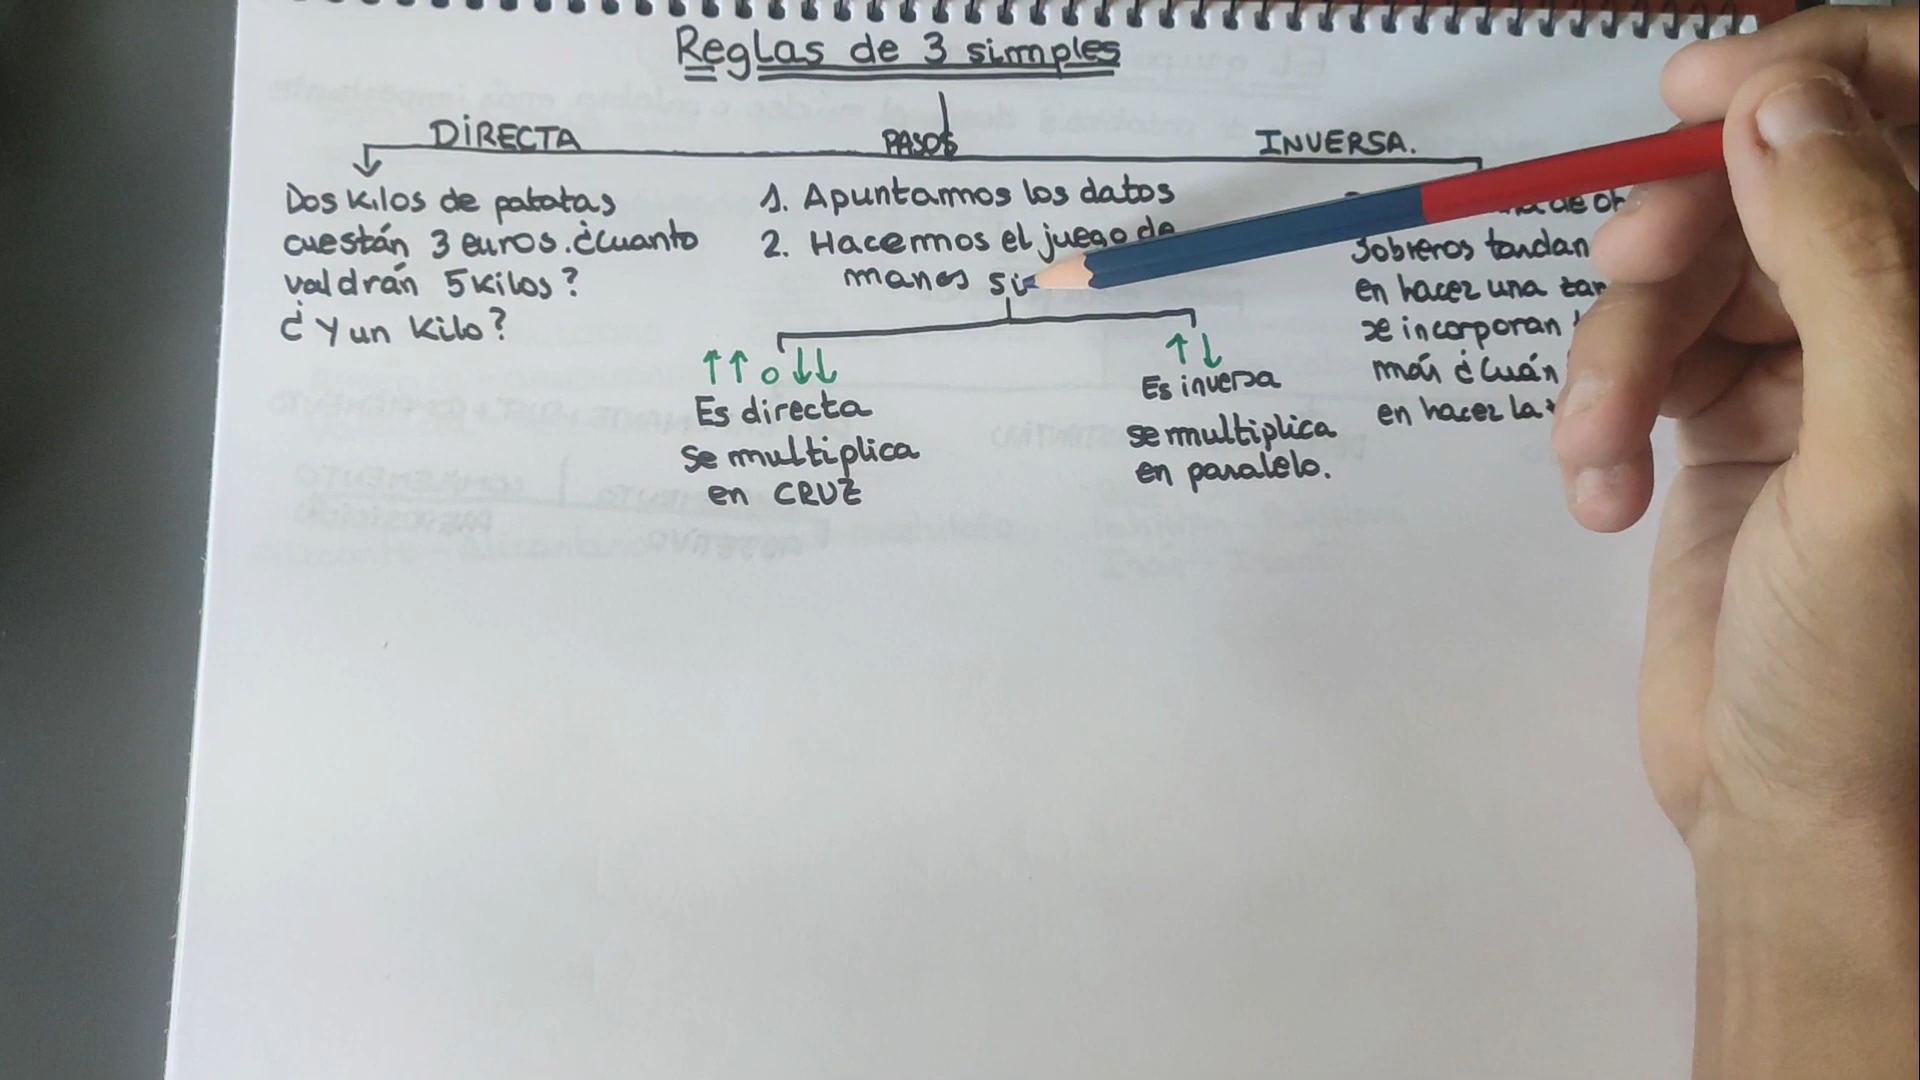 Reglas de 3 simples
DIRECTA
PASOS
INVERSA.
Dos kilos de patatas
cuestán 3 euros. ¿Cuanto
valdrán 5 kilos?
¿Y un kilo?
1. Apuntamos los datos
2. Hacemos el juego de
manos si
↑↑ o ↓↓
Es directa
se multiplica
en CRUZ
↑↓
Es inversa
se multiplica
en paralelo.
de
tardan
en hacer una
se incorporan
más ¿
en hacer la